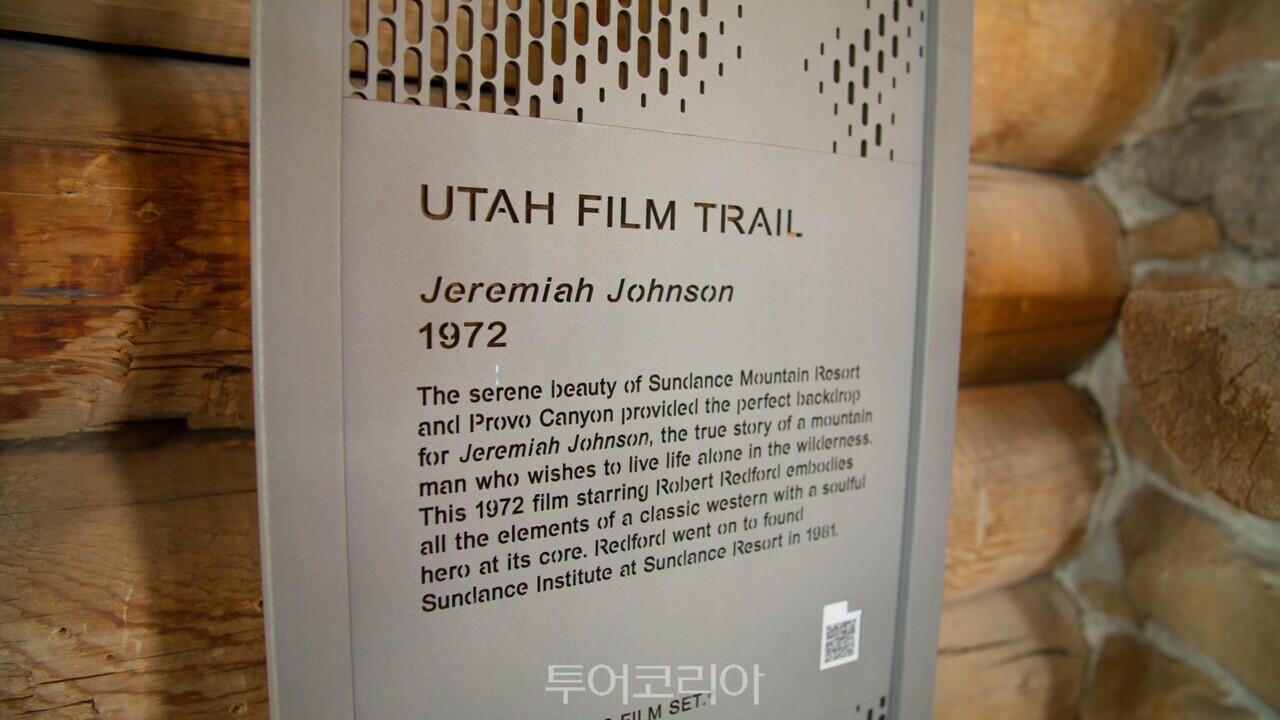 UTAH FILM TRAIL
Jeremiah Johnson
1972
The serene beauty of Sundance Mountain Resort
and Provo Canyon provided the perfect backdrop
for Jeremiah Johnson, the true story of a mountain
man who wishes to live life alone in the wilderness.
This 1972 film starring Robert Redford embodies
all the elements of a classic western with a soulful
hero at its core. Redford went on to found
Sundance Institute at Sundance Resort in 1981.
투어코리아
FILM SET.